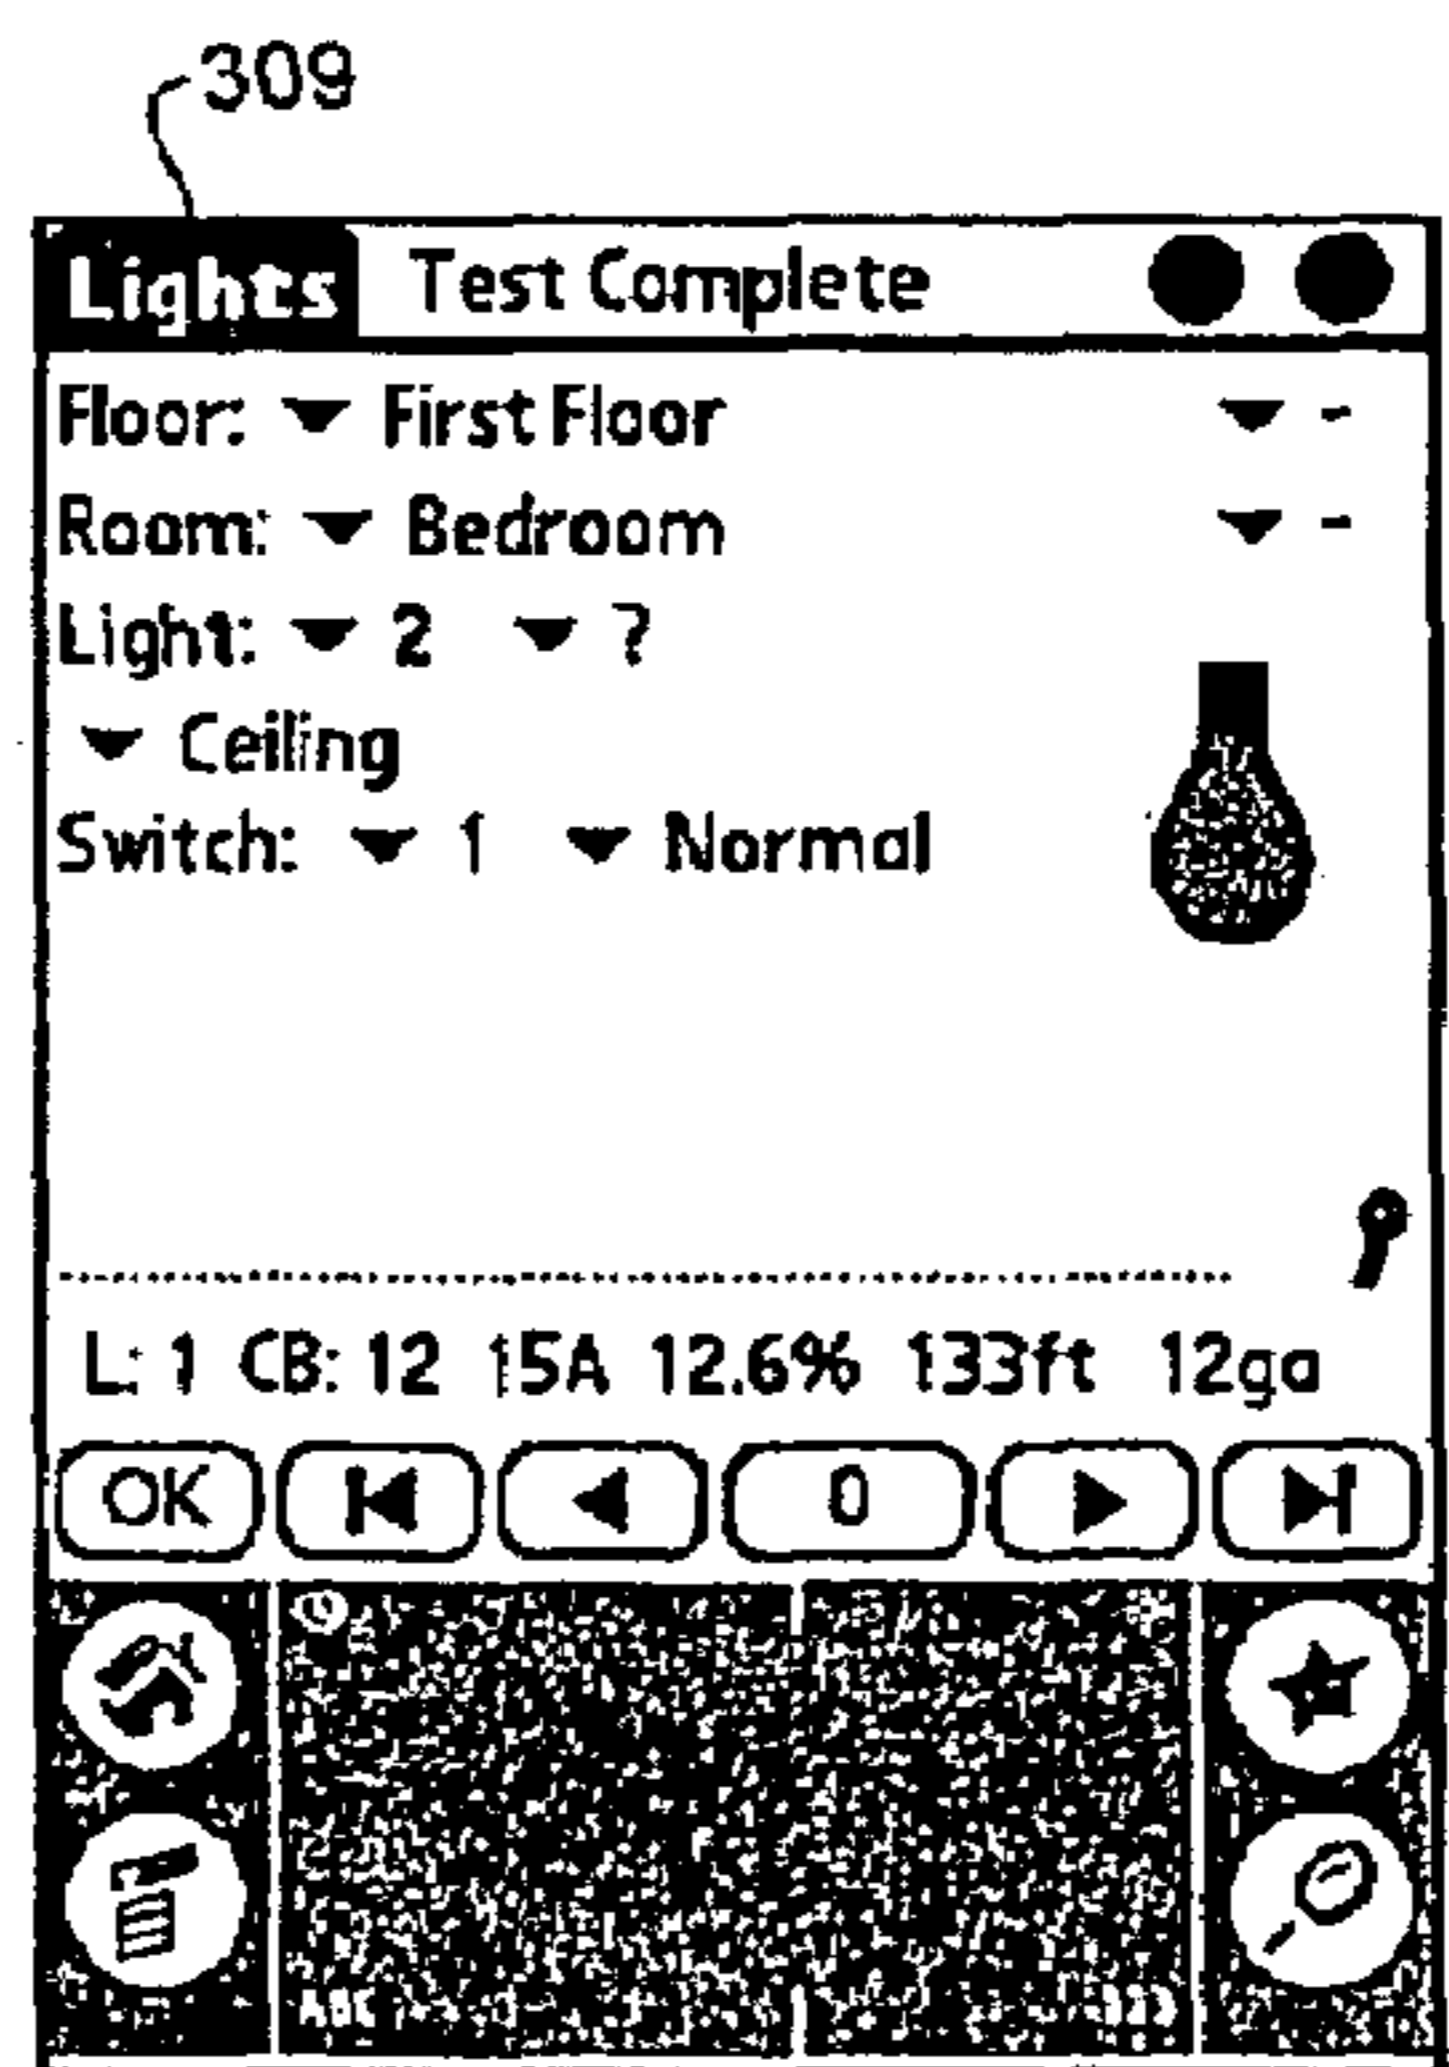 309
Lights Test Complete
Floor: First Floor -
Room: Bedroom -
Light: 2 ?
Ceiling
Switch: 1 Normal
L: 1 CB: 12 15A 12.6% 133ft 12ga
OK 0